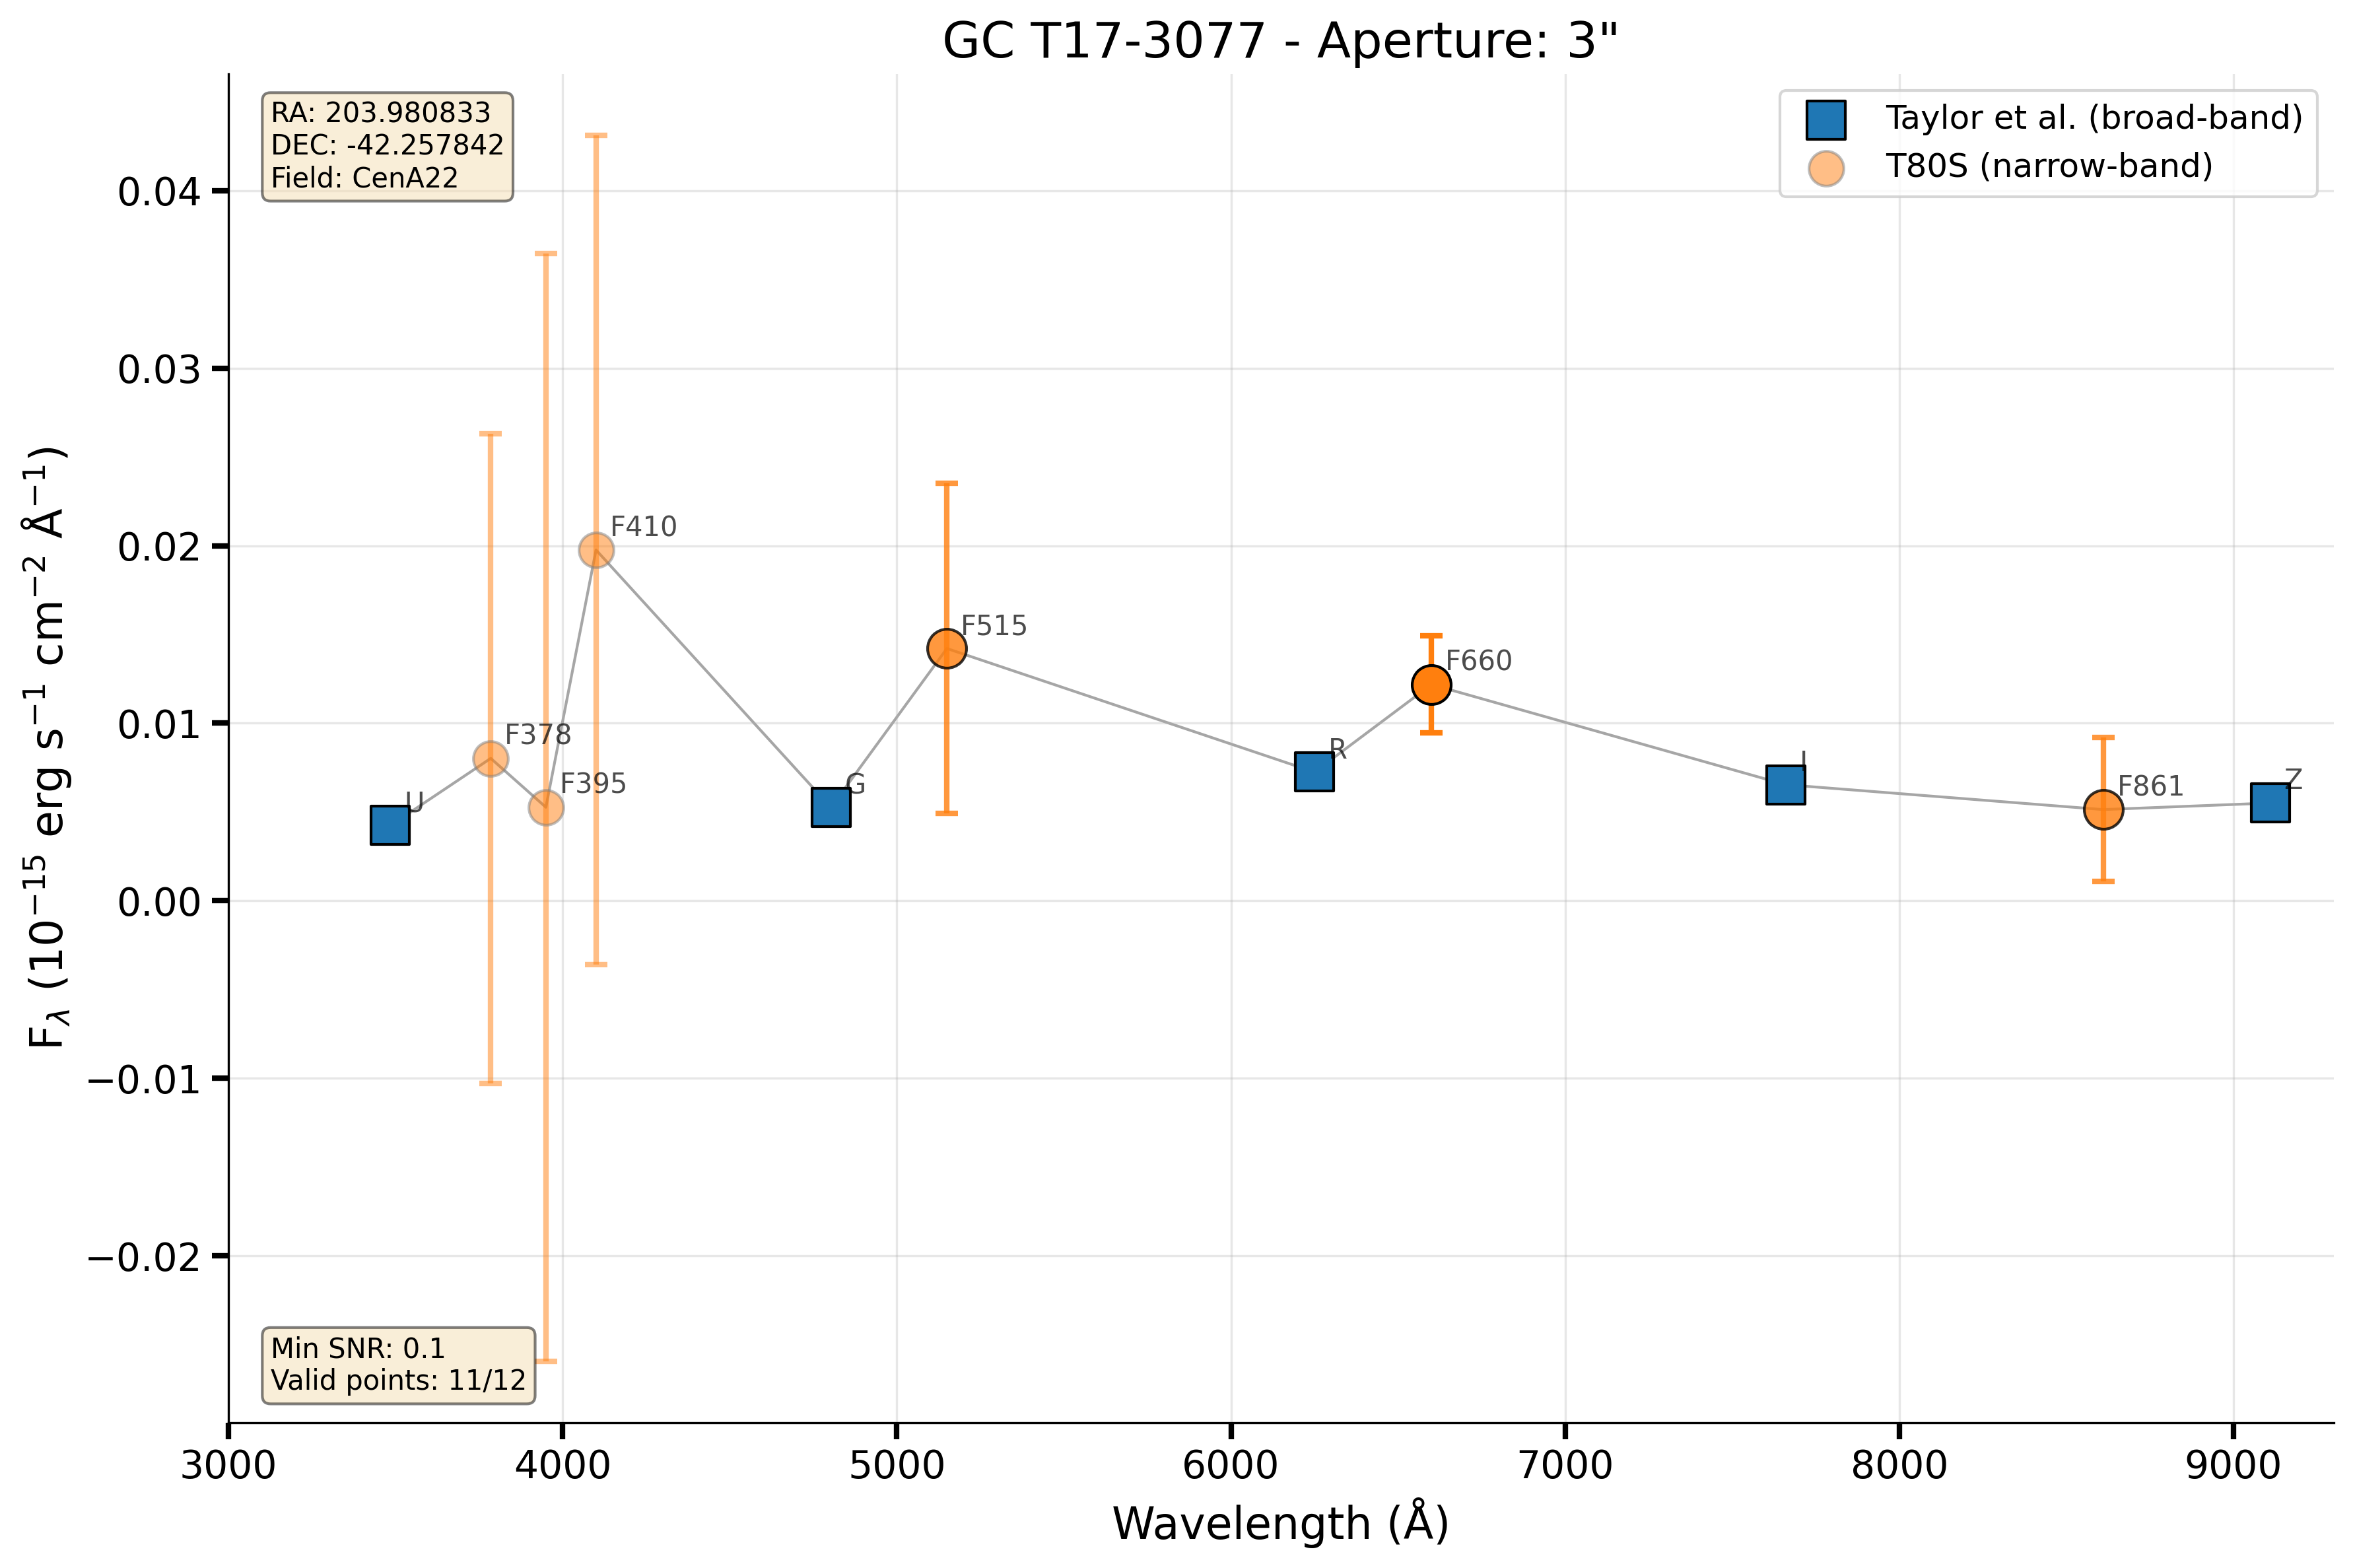 GC T17-3077 - Aperture: 3"
RA: 203.980833
DEC: -42.257842
Field: CenA22
Taylor et al. (broad-band)
T80S (narrow-band)
F$_{\lambda}$ (10$^{-15}$ erg s$^{-1}$ cm$^{-2}$ Å$^{-1}$)
0.04
0.03
0.02
0.01
0.00
−0.01
−0.02
U
F378
F395
F410
G
F515
R
F660
I
F861
Z
Min SNR: 0.1
Valid points: 11/12
3000 4000 5000 6000 7000 8000 9000
Wavelength (Å)